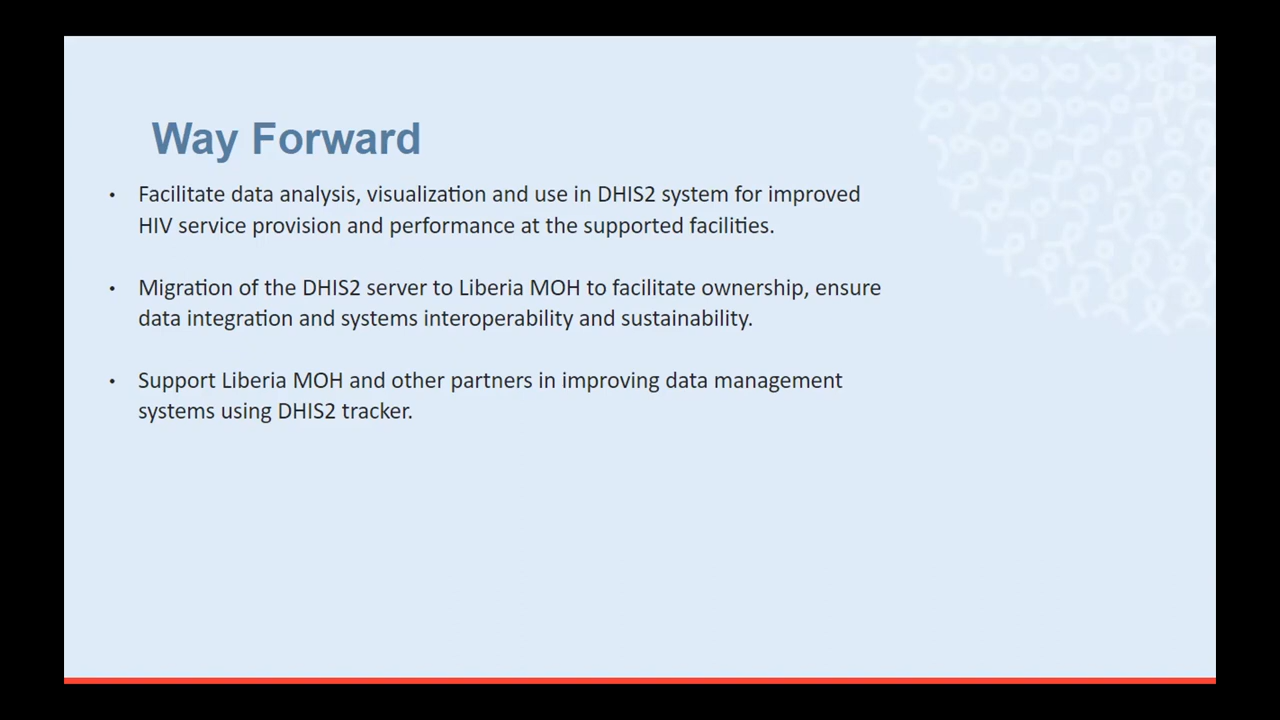 Way Forward
• Facilitate data analysis, visualization and use in DHIS2 system for improved
HIV service provision and performance at the supported facilities.
• Migration of the DHIS2 server to Liberia MOH to facilitate ownership, ensure
data integration and systems interoperability and sustainability.
• Support Liberia MOH and other partners in improving data management
systems using DHIS2 tracker.